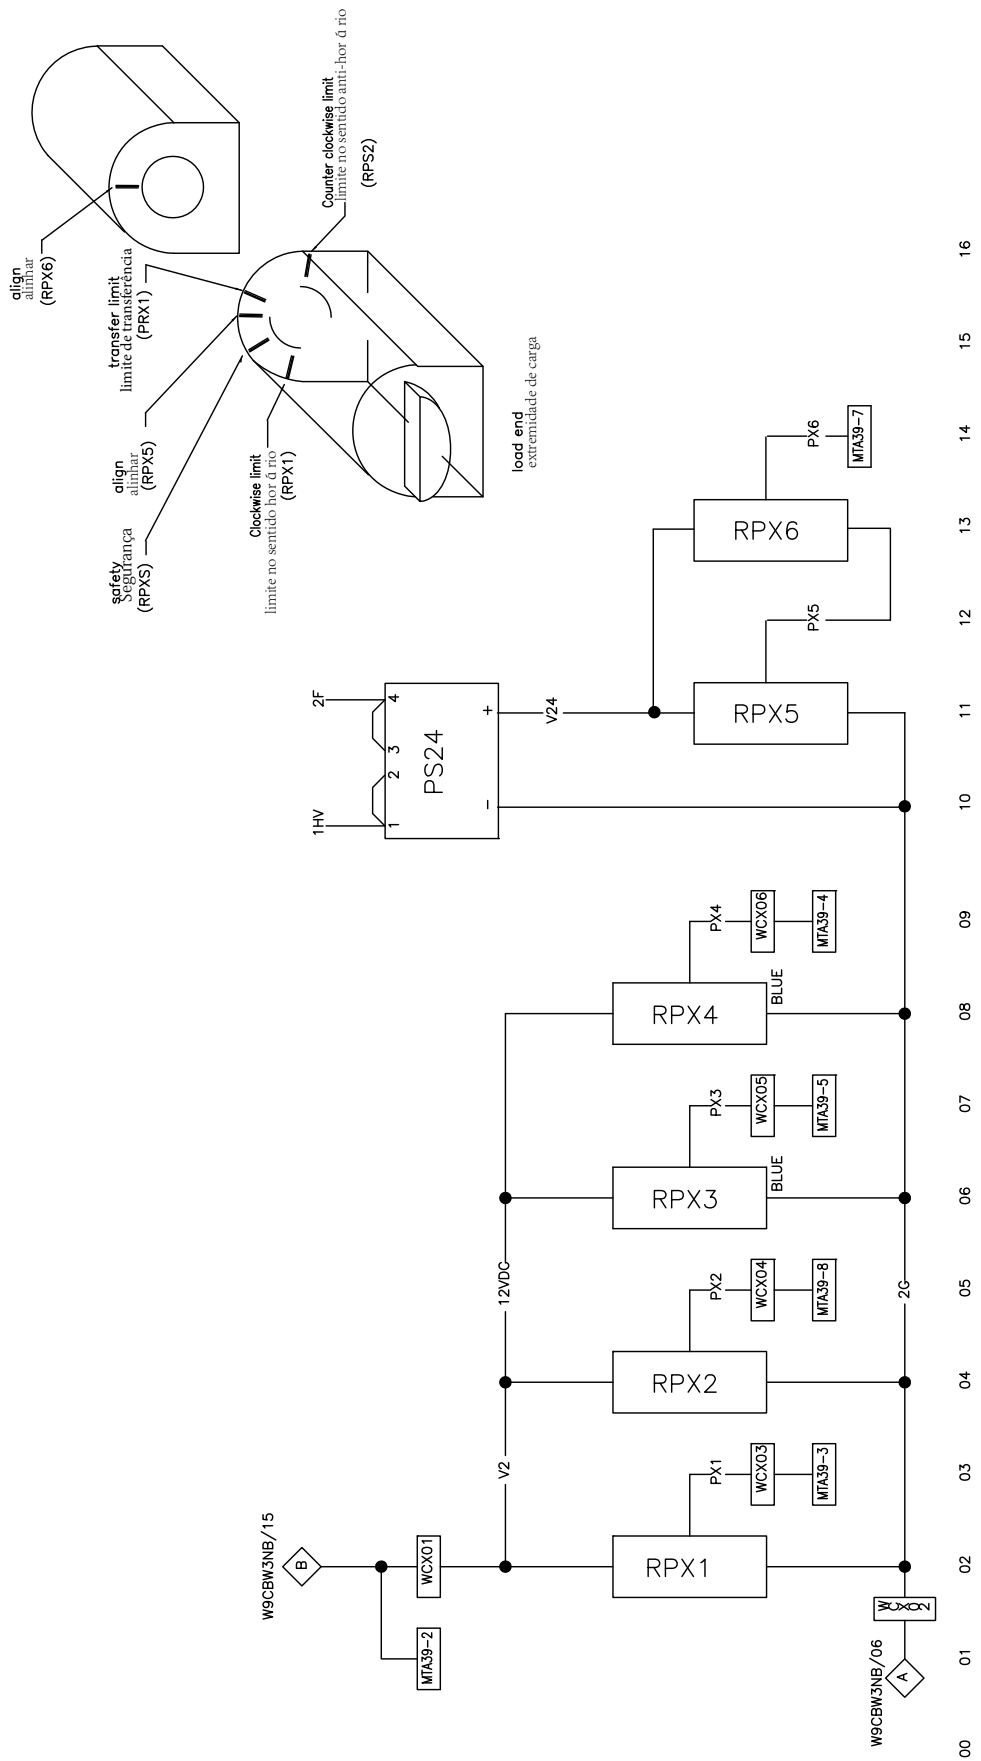 align
alinhar
(RPX6)
transfer limit
limite de transferência
(PRX1)
align
alinhar
(RPX5)
safety
Segurança
(RPXS)
Clockwise limit
limite no sentido hor á rio
(RPX1)
Counter clockwise limit
limite no sentido anti-hor á rio
(RPS2)
load end
extremidade de carga
W9CBW3NB/15
B
MTA39-2
WCX01
V2
12VDC
RPX1
PX1
WCX03
MTA39-3
RPX2
PX2
WCX04
MTA39-8
RPX3
BLUE
PX3
WCX05
MTA39-5
RPX4
BLUE
PX4
WCX06
MTA39-4
1HV
2F
1 2 3 4
PS24
- +
V24
RPX5
PX5
RPX6
PX6
MTA39-7
W9CBW3NB/06
A
WCX02
2G
00 01 02 03 04 05 06 07 08 09 10 11 12 13 14 15 16